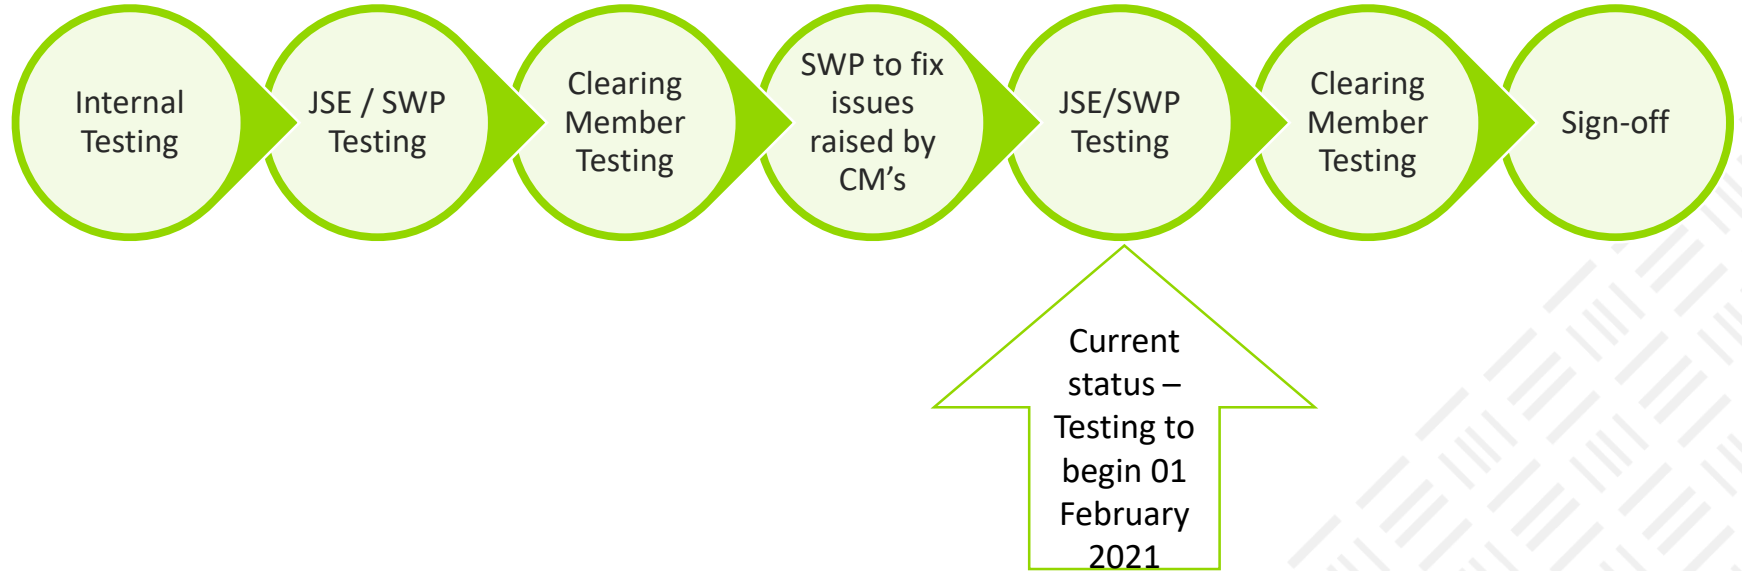 Internal
Testing
JSE / SWP
Testing
Clearing
Member
Testing
SWP to fix
issues
raised by
CM’s
JSE/SWP
Testing
Clearing
Member
Testing
Sign-off
Current
status –
Testing to
begin 01
February
2021